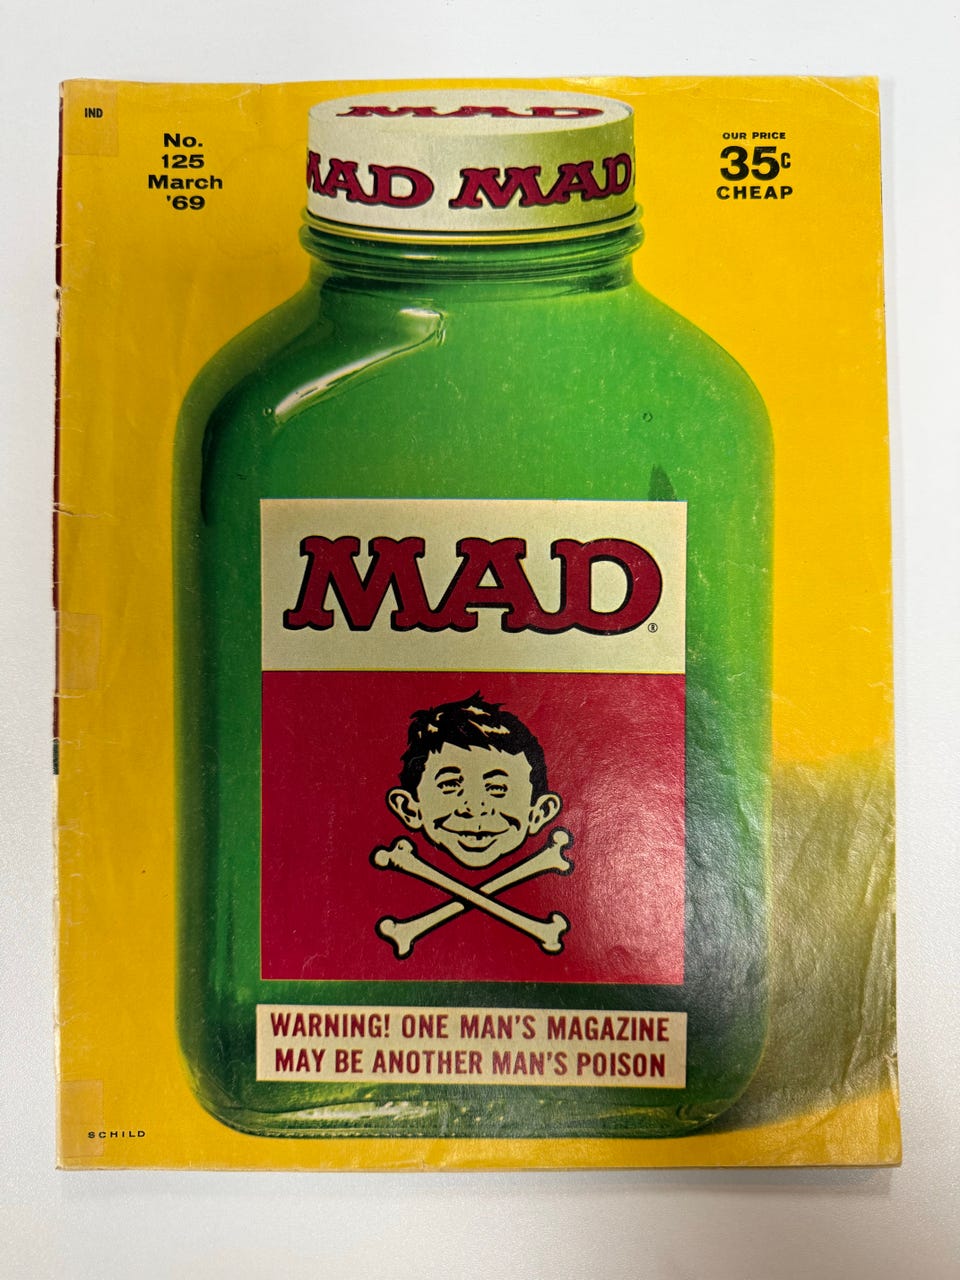 IND
No.
125
March
'69
OUR PRICE
35¢
CHEAP
MAD
MAD MAD
MAD®
WARNING! ONE MAN'S MAGAZINE
MAY BE ANOTHER MAN'S POISON
SCHILD